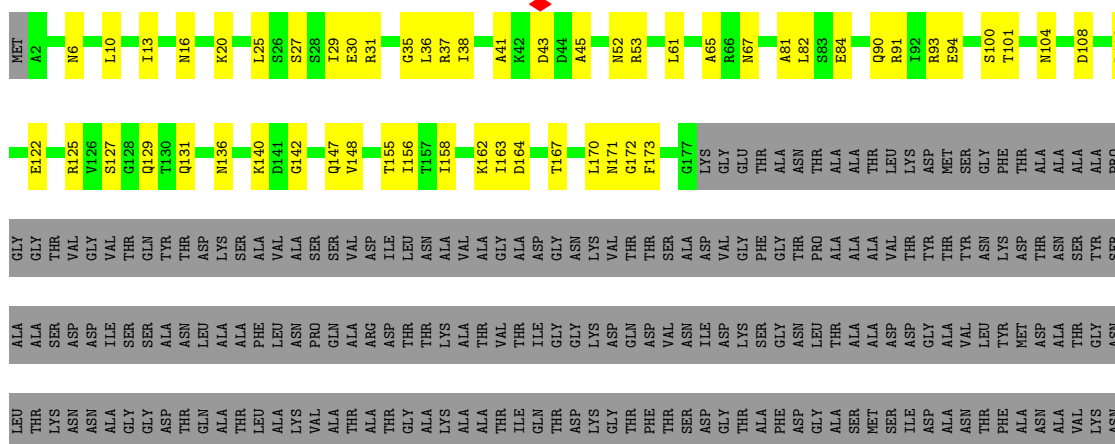 MET A2 N6 L10 I13 N16 K20 L25 S26 S27 S28 I29 E30 R31 G35 L36 R37 I38 A41 K42 D43 D44 A45 N52 R53 L61 A65 R66 N67 A81 L82 S83 E84 Q90 R91 I92 R93 E94 S100 T101 N104 D108
E122 R125 V126 S127 G128 Q129 T130 Q131 N136 K140 D141 G142 Q147 V148 T155 I156 T157 I158 K162 I163 D164 T167 L170 N171 G172 F173 G177 LYS GLY GLU THR ALA ASN THR ALA ALA THR LEU LYS ASP MET SER GLY PHE THR ALA ALA ALA ALA PRO
GLY GLY THR VAL GLY VAL THR GLN TYR THR ASP LYS SER ALA VAL ALA SER SER VAL ASP ILE LEU ASN ALA VAL ALA GLY ALA ASP GLY ASN LYS VAL THR THR SER ALA ASP VAL GLY PHE GLY THR PRO ALA ALA ALA VAL THR TYR THR TYR ASN LYS ASP THR ASN SER TYR SER
ALA ALA SER ASP ASP ILE SER SER ALA ASN LEU ALA ALA PHE LEU ASN PRO GLN ALA ARG ASP THR THR LYS ALA THR VAL THR ILE GLY GLY LYS ASP GLN ASP VAL ASN ILE ASP LYS SER GLY ASN LEU THR ALA ALA ASP ASP GLY ALA VAL LEU TYR MET ASP ALA THR GLY ASN
LEU THR LYS ASN ASN ALA GLY GLY ASP THR GLN ALA THR LEU ALA LYS VAL ALA THR ALA THR GLY ALA LYS ALA ALA THR ILE GLN THR ASP LYS GLY THR PHE THR SER ASP GLY THR ALA PHE ASP GLY ALA SER MET SER ILE ASP ALA ASN THR PHE ALA ASN ALA VAL LYS ASN